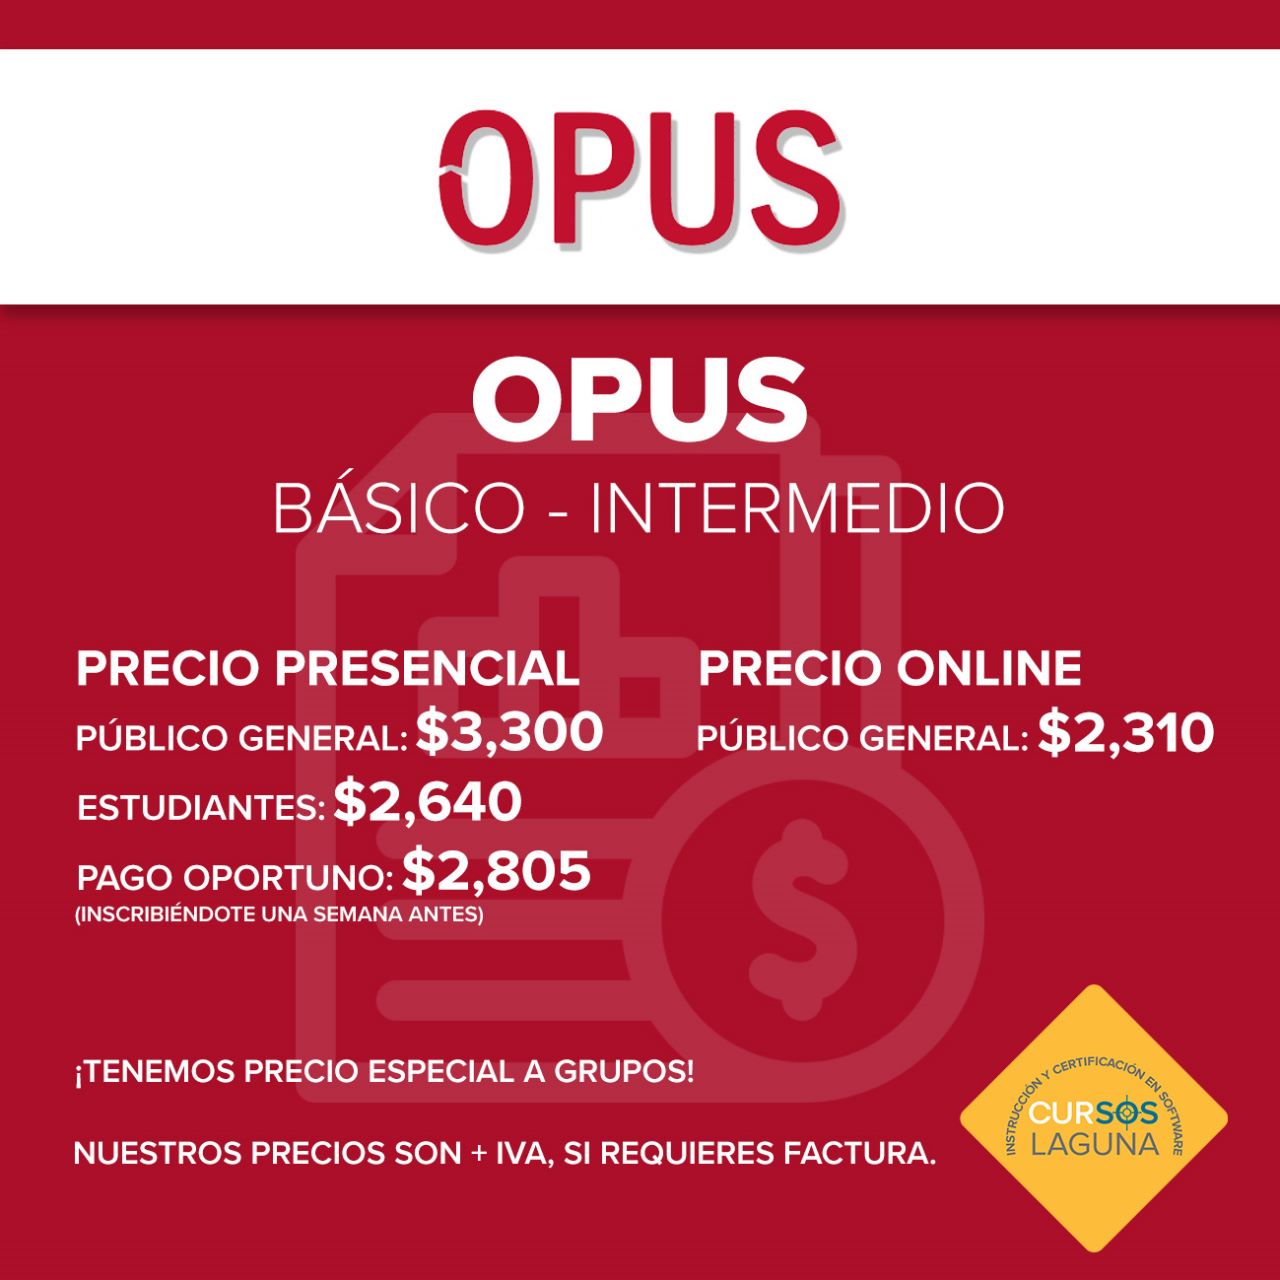 OPUS
OPUS
BÁSICO - INTERMEDIO
PRECIO PRESENCIAL
PÚBLICO GENERAL: $3,300
ESTUDIANTES: $2,640
PAGO OPORTUNO: $2,805
(INSCRIBIÉNDOTE UNA SEMANA ANTES)
PRECIO ONLINE
PÚBLICO GENERAL: $2,310
$
¡TENEMOS PRECIO ESPECIAL A GRUPOS!
NUESTROS PRECIOS SON + IVA, SI REQUIERES FACTURA.
INSTRUCCIÓN Y CERTIFICACIÓN EN SOFTWARE
CURSOS
LAGUNA